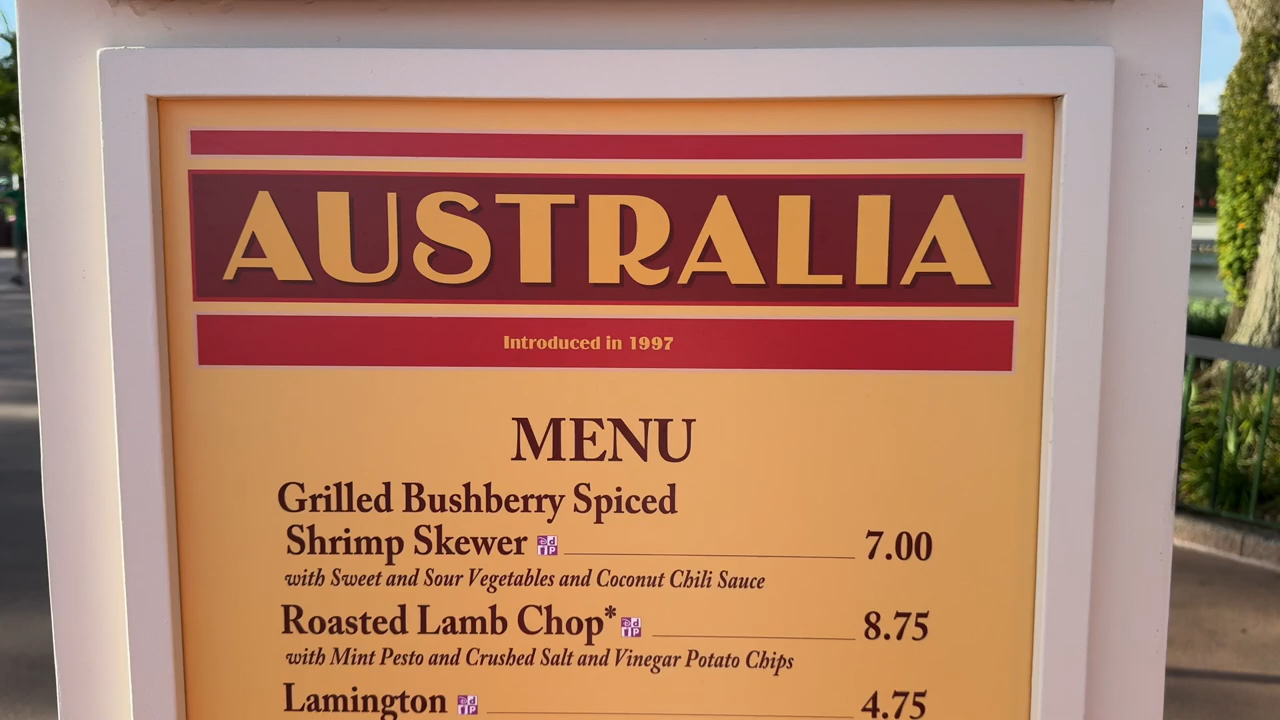 AUSTRALIA
Introduced in 1997
MENU
Grilled Bushberry Spiced
Shrimp Skewer 7.00
with Sweet and Sour Vegetables and Coconut Chili Sauce
Roasted Lamb Chop* 8.75
with Mint Pesto and Crushed Salt and Vinegar Potato Chips
Lamington 4.75